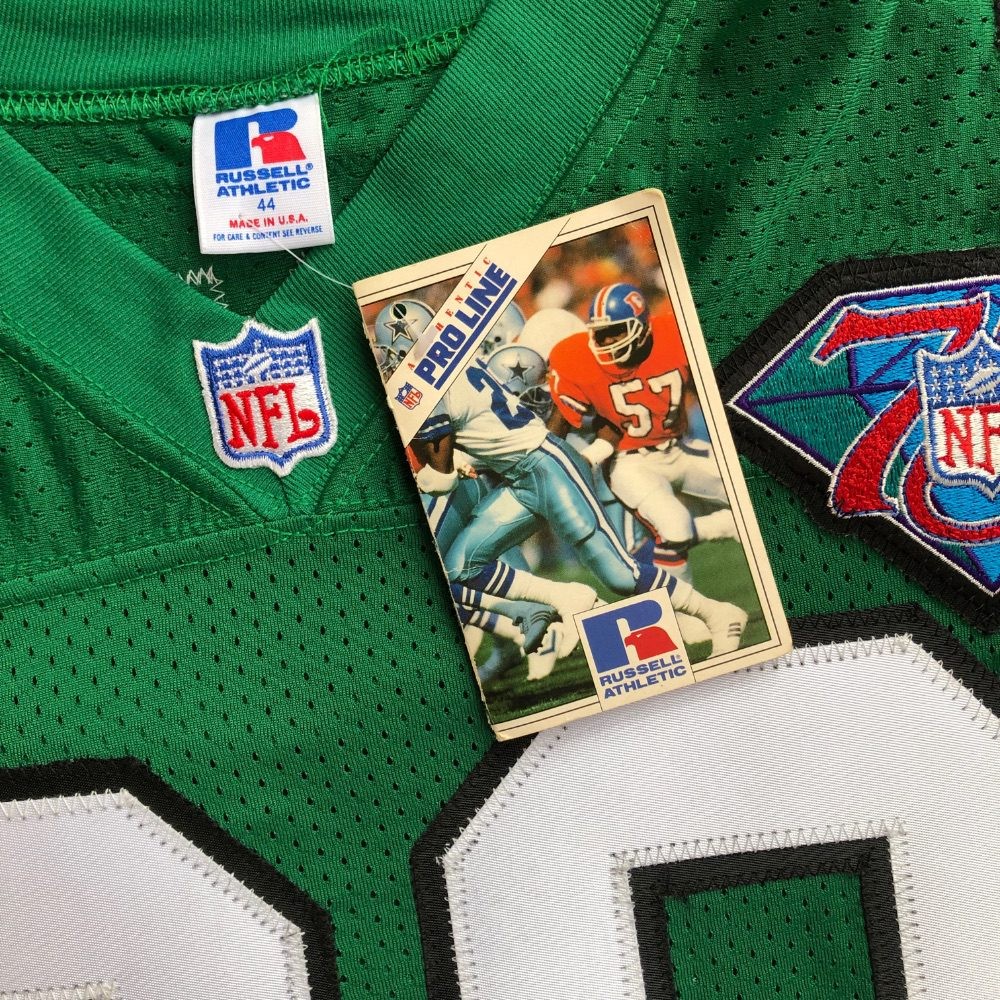 RUSSELL®
ATHLETIC
44
MADE IN U.S.A.
FOR CARE & CONTENT SEE REVERSE
NFL
AUTHENTIC
PRO LINE
NFL
57
2
RUSSELL
ATHLETIC
75
NFL